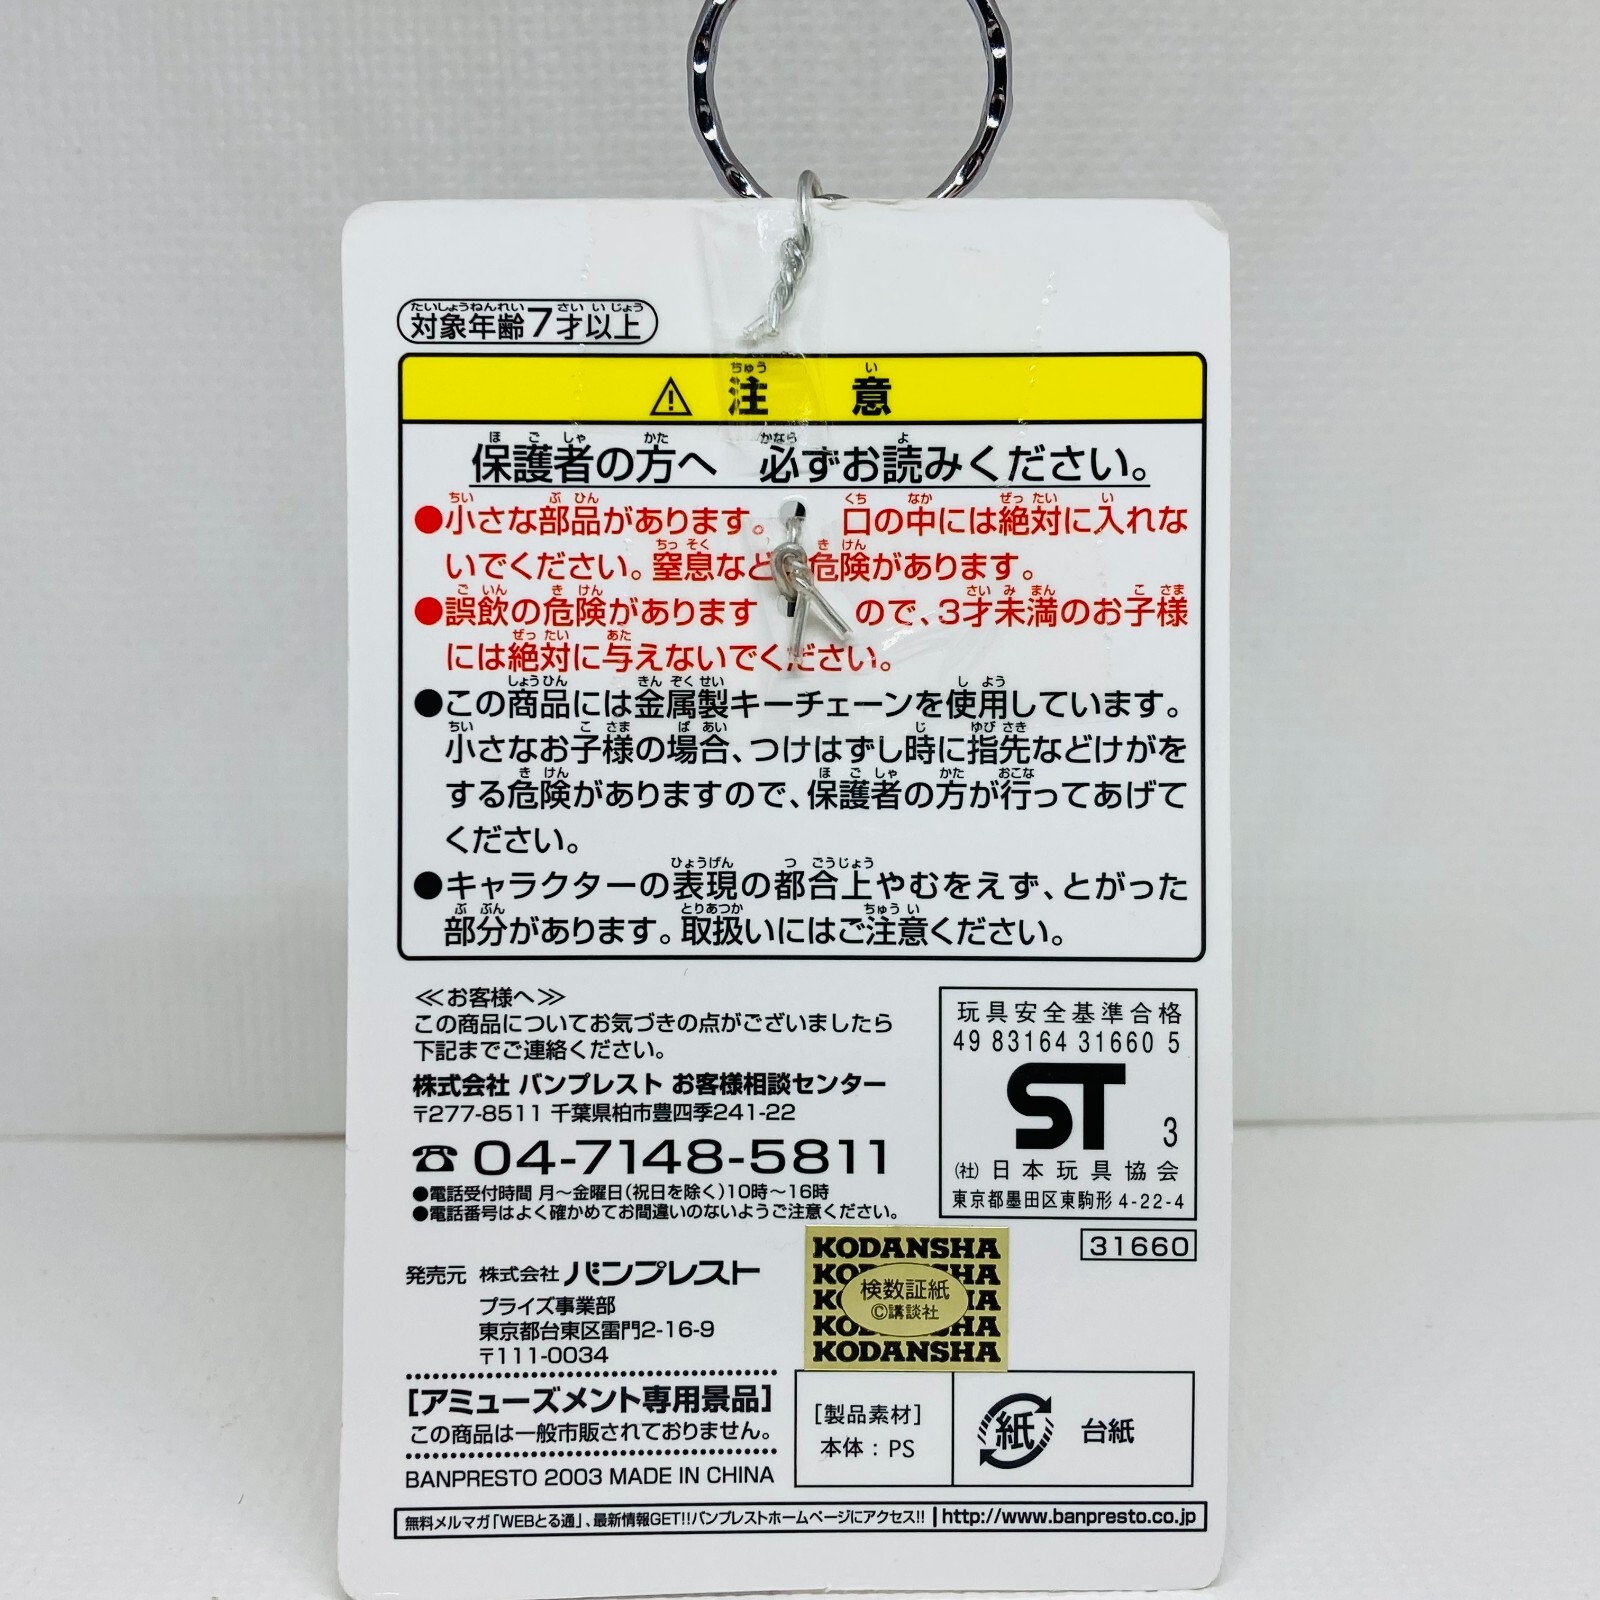 対象年齢7才以上
⚠注意
保護者の方へ 必ずお読みください。
●小さな部品があります。 口の中には絶対に入れな
いでください。窒息など 危険があります。
●誤飲の危険があります ので、3才未満のお子様
には絶対に与えないでください。
●この商品には金属製キーチェーンを使用しています。
小さなお子様の場合、つけはずし時に指先などけがを
する危険がありますので、保護者の方が行ってあげて
ください。
●キャラクターの表現の都合上やむをえず、とがった
部分があります。取扱いにはご注意ください。
≪お客様へ≫
この商品についてお気づきの点がございましたら
下記までご連絡ください。
株式会社 バンプレスト お客様相談センター
〒277-8511 千葉県柏市豊四季241-22
☎04-7148-5811
●電話受付時間 月〜金曜日(祝日を除く)10時〜16時
●電話番号はよく確かめてお間違いのないようご注意ください。
玩具安全基準合格
49 83164 31660 5
ST 3
(社)日本玩具協会
東京都墨田区東駒形4-22-4
31660
発売元 株式会社 バンプレスト
プライズ事業部
東京都台東区雷門2-16-9
〒111-0034
KODANSHA
検数証紙
©講談社
KODANSHA
[アミューズメント専用景品]
この商品は一般市販されておりません。
BANPRESTO 2003 MADE IN CHINA
[製品素材]
本体:PS
紙 台紙
無料メルマガ「WEBとる通」、最新情報GET!!バンプレストホームページにアクセス!! http://www.banpresto.co.jp